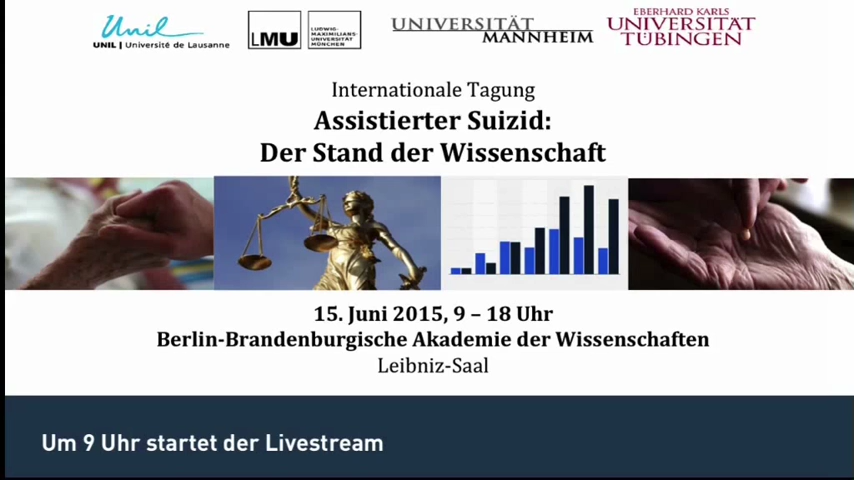 Unil
UNIL | Université de Lausanne
LMU
LUDWIG-
MAXIMILIANS-
UNIVERSITÄT
MÜNCHEN
UNIVERSITÄT
MANNHEIM
EBERHARD KARLS
UNIVERSITÄT
TÜBINGEN
Internationale Tagung
Assistierter Suizid:
Der Stand der Wissenschaft
15. Juni 2015, 9 – 18 Uhr
Berlin-Brandenburgische Akademie der Wissenschaften
Leibniz-Saal
Um 9 Uhr startet der Livestream